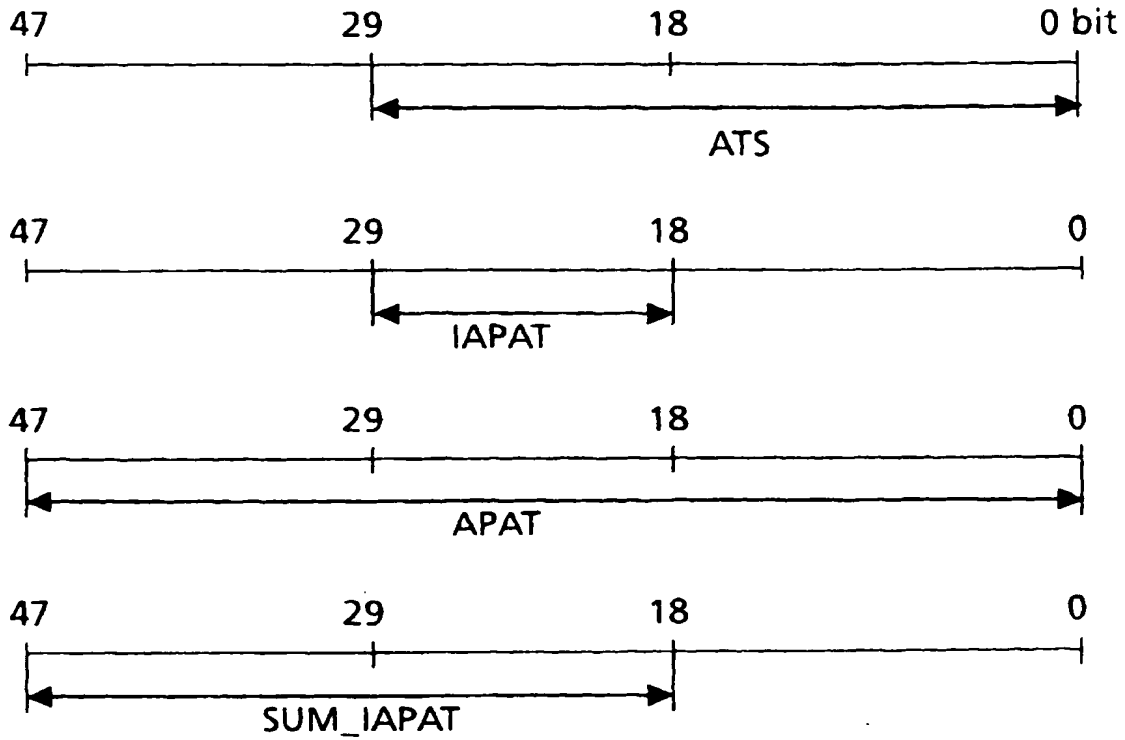 47 29 18 0 bit
ATS
47 29 18 0
IAPAT
47 29 18 0
APAT
47 29 18 0
SUM_IAPAT